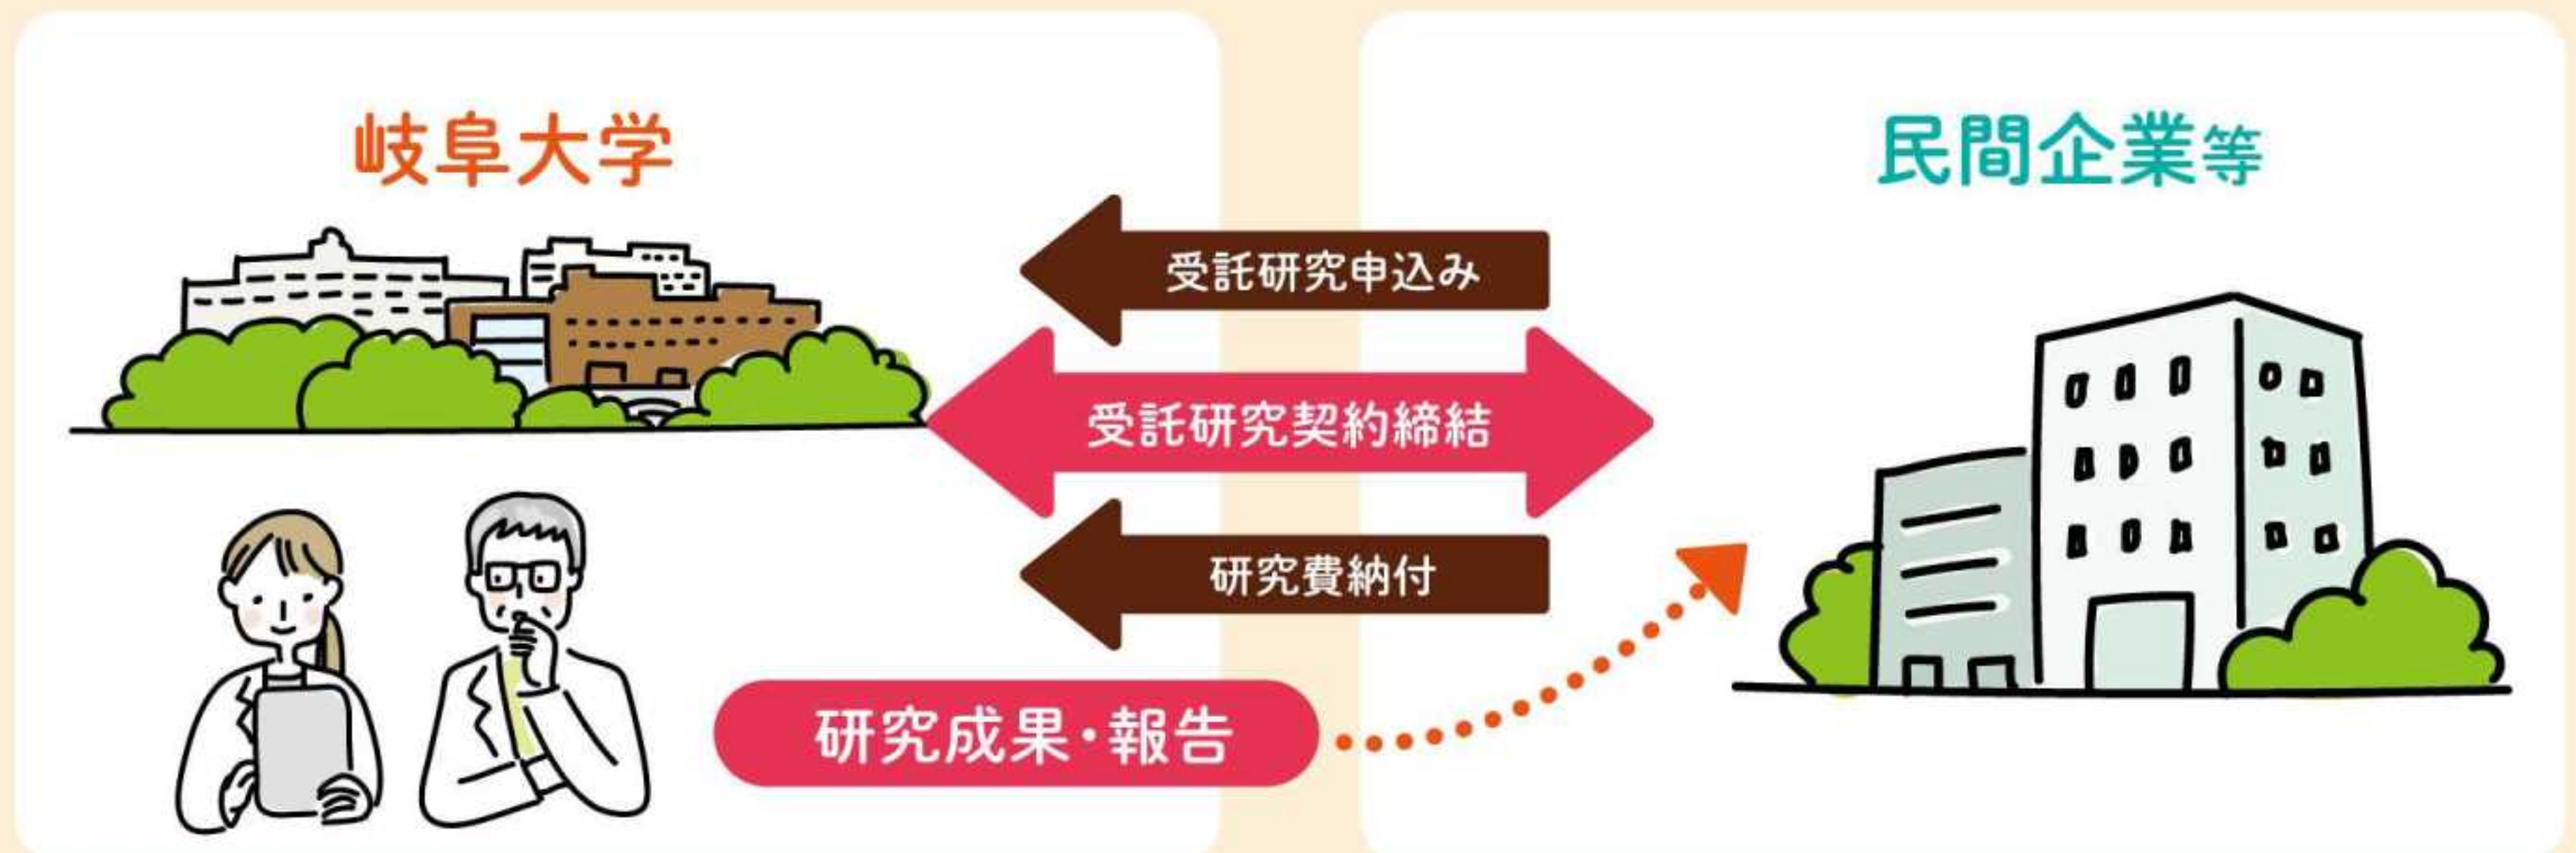 岐阜大学
民間企業等
受託研究申込み
受託研究契約締結
研究費納付
研究成果・報告